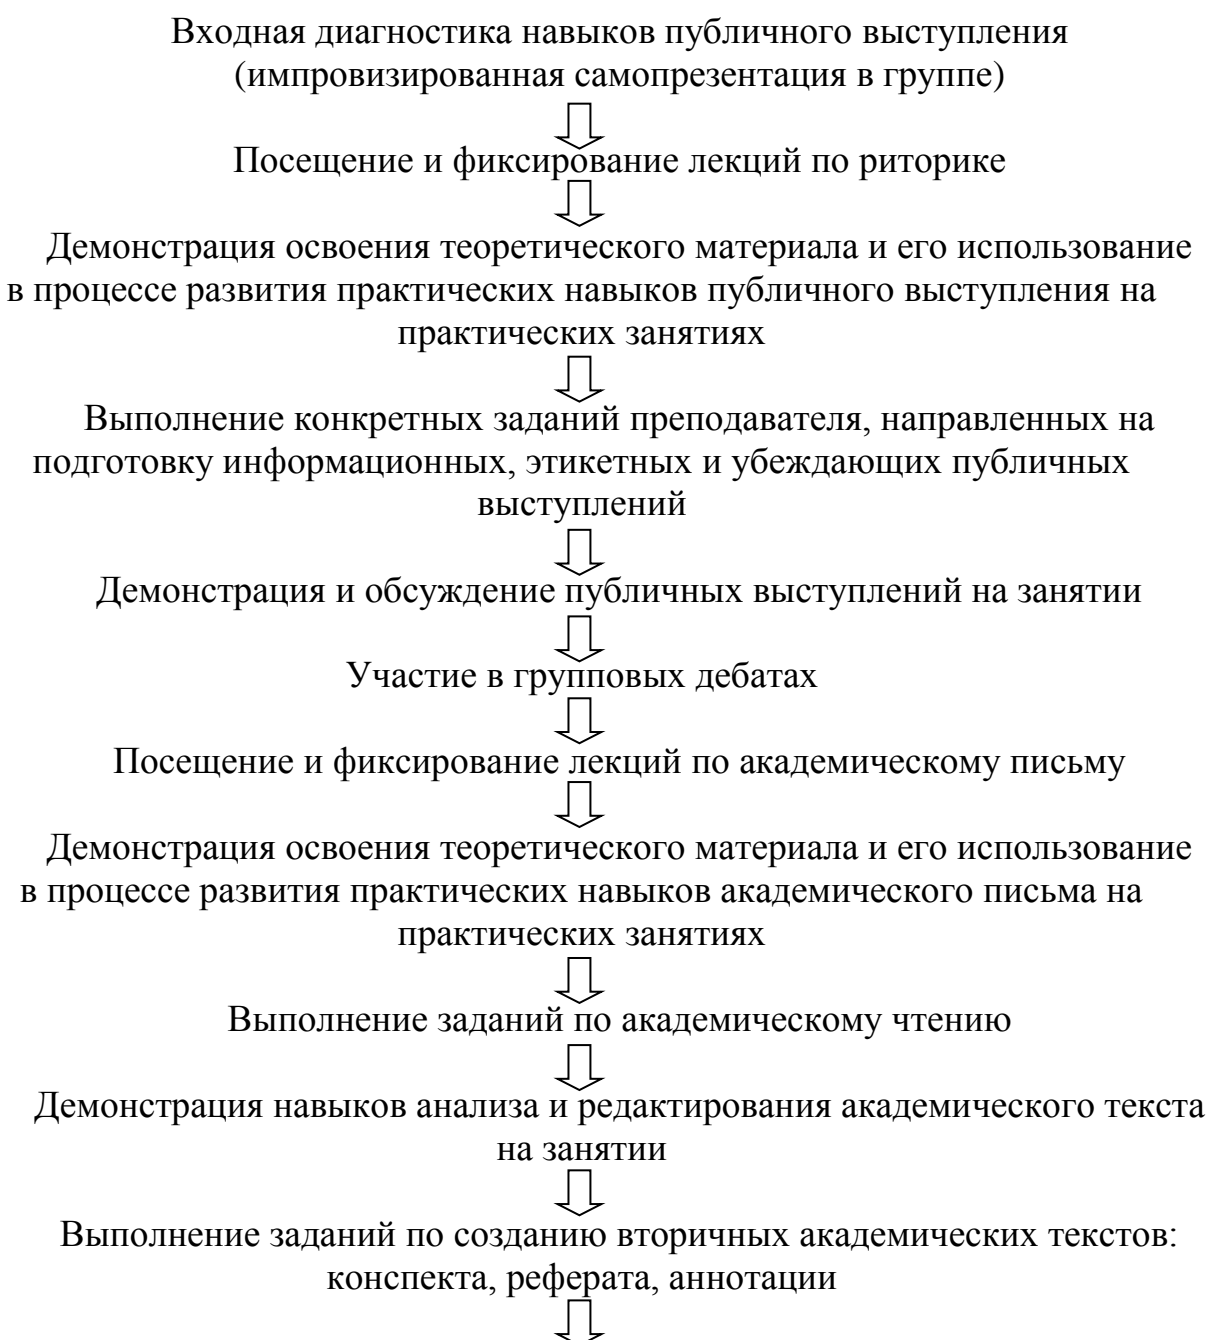 Входная диагностика навыков публичного выступления
(импровизированная самопрезентация в группе)
Посещение и фиксирование лекций по риторике
Демонстрация освоения теоретического материала и его использование
в процессе развития практических навыков публичного выступления на
практических занятиях
Выполнение конкретных заданий преподавателя, направленных на
подготовку информационных, этикетных и убеждающих публичных
выступлений
Демонстрация и обсуждение публичных выступлений на занятии
Участие в групповых дебатах
Посещение и фиксирование лекций по академическому письму
Демонстрация освоения теоретического материала и его использование
в процессе развития практических навыков академического письма на
практических занятиях
Выполнение заданий по академическому чтению
Демонстрация навыков анализа и редактирования академического текста
на занятии
Выполнение заданий по созданию вторичных академических текстов:
конспекта, реферата, аннотации